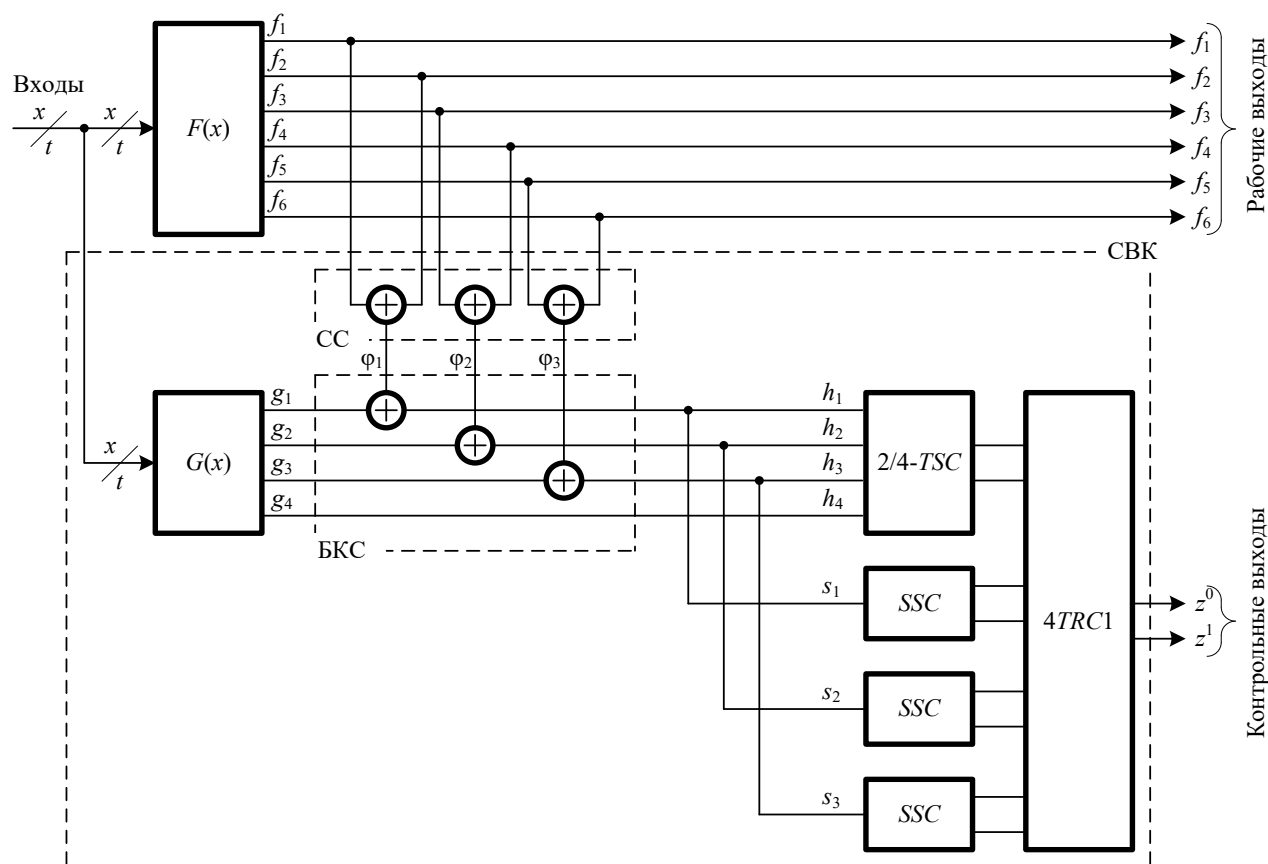 Входы
x
t
x
t
F(x)
f1
f2
f3
f4
f5
f6
f1
f2
f3
f4
f5
f6
Рабочие выходы
СВК
СС
φ1
φ2
φ3
x
t
G(x)
g1
g2
g3
g4
БКС
h1
h2
h3
h4
2/4-TSC
s1
SSC
s2
SSC
s3
SSC
4TRC1
z⁰
z¹
Контрольные выходы